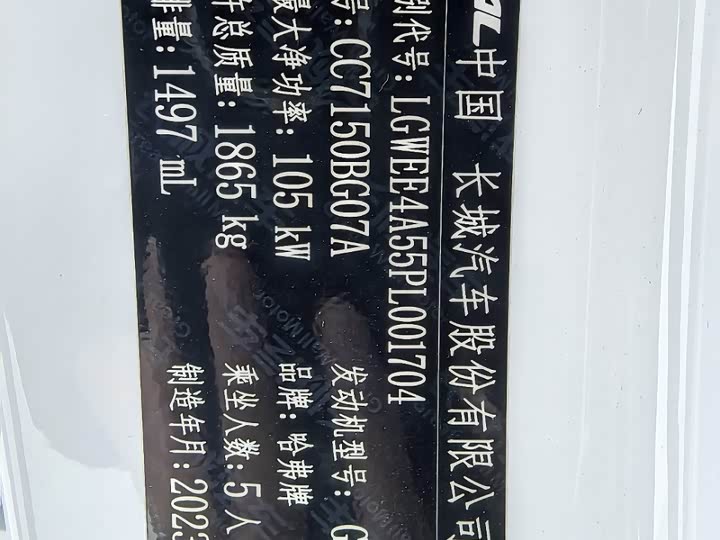 中国 长城汽车股份有限公司
别代号: LGWEE4A55PL001704
号: CC7150BG07A 发动机型号: G
最大净功率: 105 kW 品牌: 哈弗牌
总质量: 1865 kg 乘坐人数: 5 人
排量: 1497 mL 制造年月: 2023